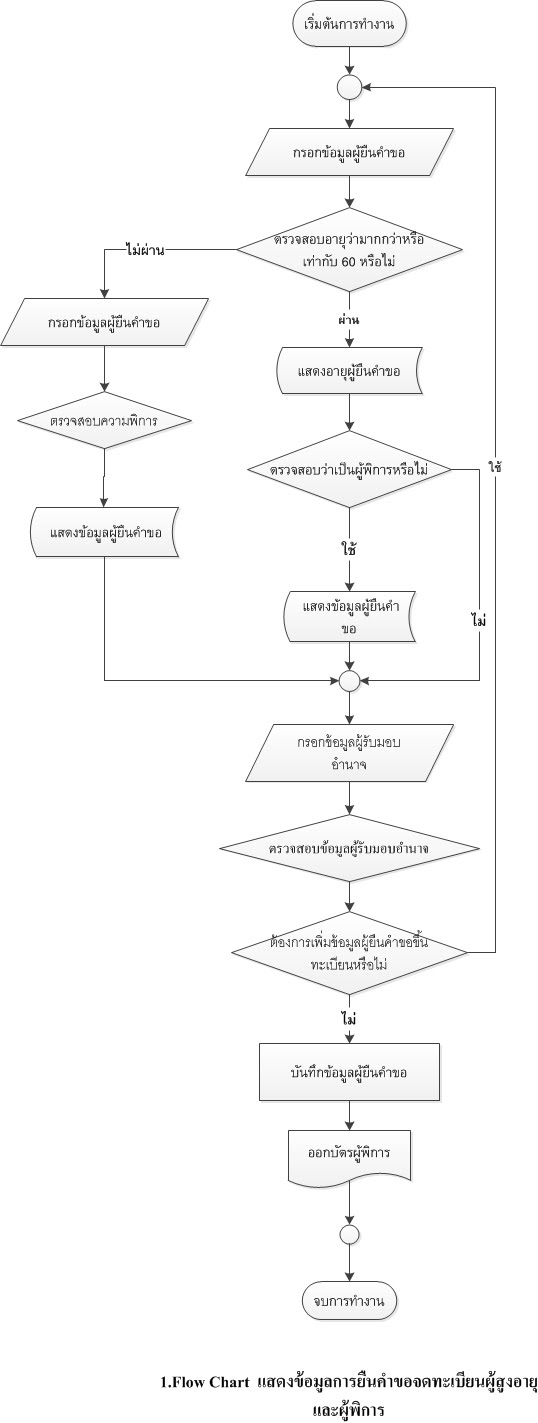 เริ่มต้นการทำงาน
กรอกข้อมูลผู้ยืนคำขอ
ตรวจสอบอายุว่ามากกว่าหรือ
เท่ากับ 60 หรือไม่
ไม่ผ่าน
ผ่าน
กรอกข้อมูลผู้ยืนคำขอ
แสดงอายุผู้ยืนคำขอ
ตรวจสอบความพิการ
ตรวจสอบว่าเป็นผู้พิการหรือไม่
ใช้
แสดงข้อมูลผู้ยืนคำขอ
ใช้
แสดงข้อมูลผู้ยืนคำ
ขอ
ไม่
กรอกข้อมูลผู้รับมอบ
อำนาจ
ตรวจสอบข้อมูลผู้รับมอบอำนาจ
ต้องการเพิ่มข้อมูลผู้ยืนคำขอขึ้น
ทะเบียนหรือไม่
ไม่
บันทึกข้อมูลผู้ยืนคำขอ
ออกบัตรผู้พิการ
จบการทำงาน
1.Flow Chart แสดงข้อมูลการยืนคำขอจดทะเบียนผู้สูงอายุ
และผู้พิการ